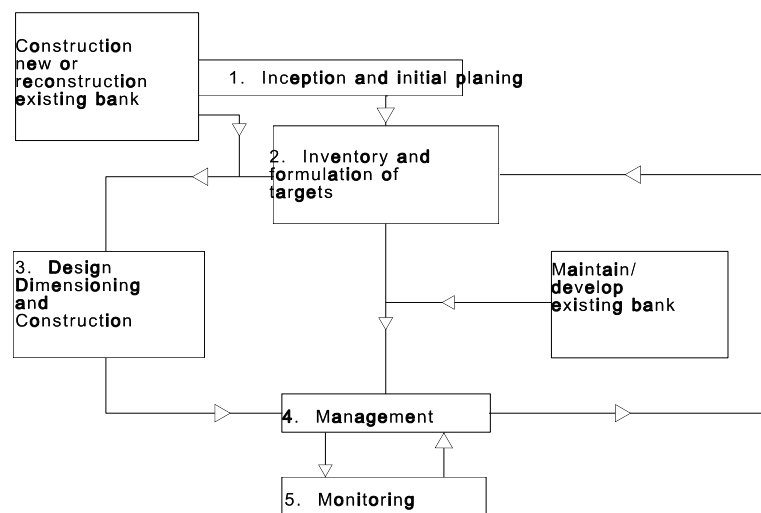 Construction
new or
reconstruction
existing bank
1. Inception and initial planing
2. Inventory and
formulation of
targets
3. Design
Dimensioning
and
Construction
Maintain/
develop
existing bank
4. Management
5. Monitoring